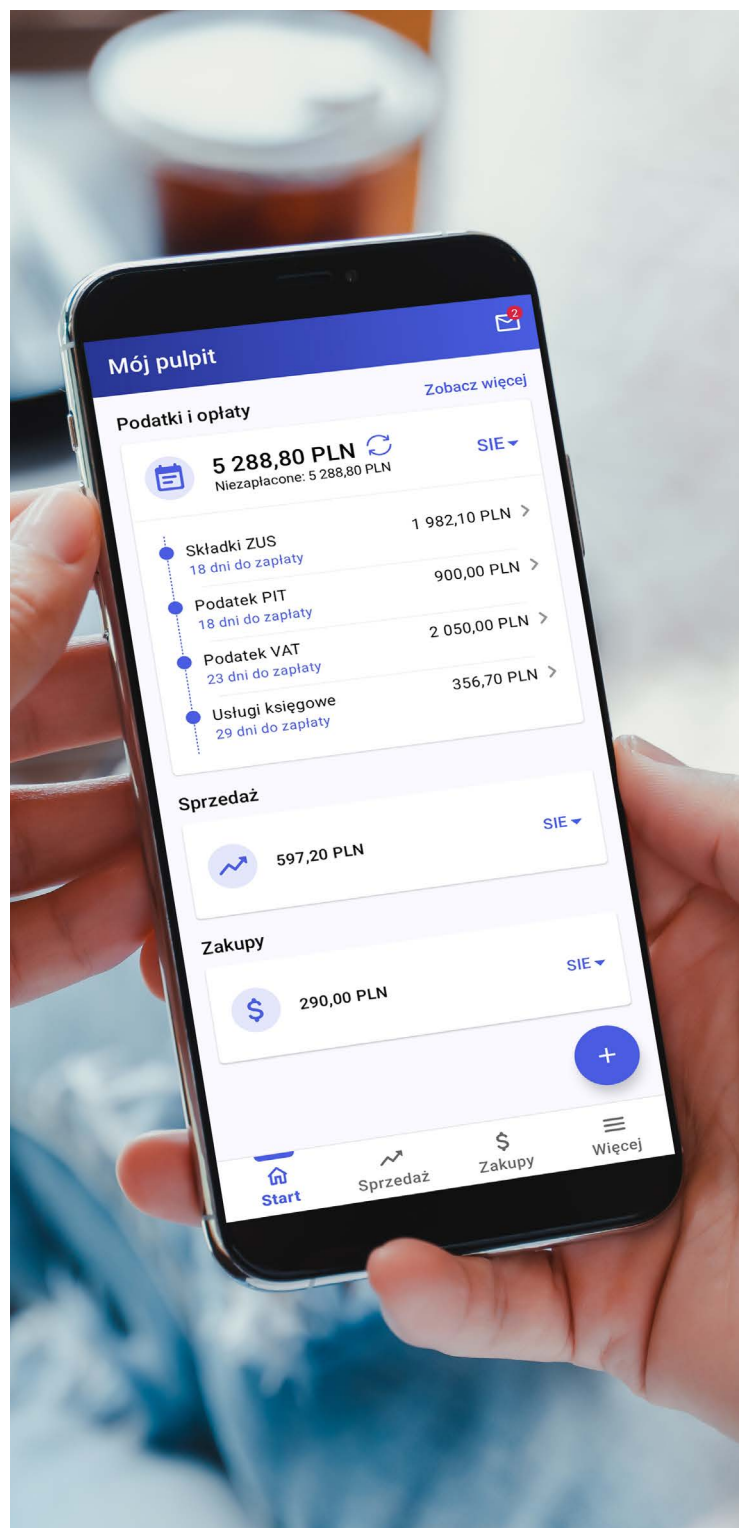 2
Mój pulpit
Podatki i opłaty
Zobacz więcej
5 288,80 PLN
SIE
Niezapłacone: 5 288,80 PLN
Składki ZUS
1 982,10 PLN
18 dni do zapłaty
Podatek PIT
900,00 PLN
18 dni do zapłaty
Podatek VAT
2 050,00 PLN
23 dni do zapłaty
Usługi księgowe
356,70 PLN
29 dni do zapłaty
Sprzedaż
597,20 PLN
SIE
Zakupy
$
290,00 PLN
SIE
+
Start
Sprzedaż
$
Zakupy
Więcej